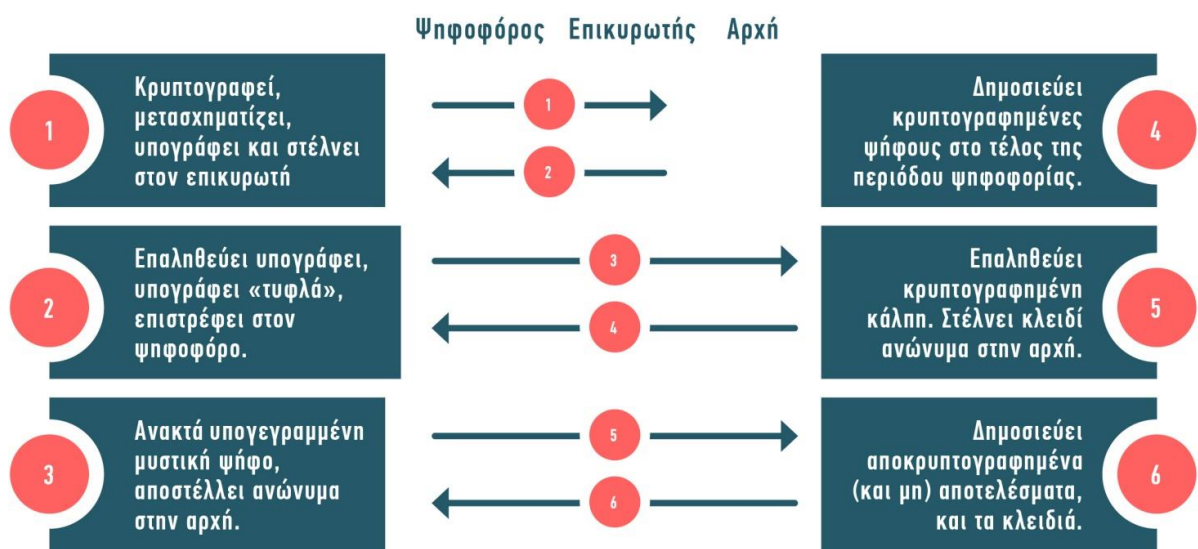 Ψηφοφόρος Επικυρωτής Αρχή
1
Κρυπτογραφεί,
μετασχηματίζει,
υπογράφει και στέλνει
στον επικυρωτή
2
Επαληθεύει υπογράφει,
υπογράφει «τυφλά»,
επιστρέφει στον
ψηφοφόρο.
3
Ανακτά υπογεγραμμένη
μυστική ψήφο,
αποστέλλει ανώνυμα
στην αρχή.
1
2
3
4
5
6
Δημοσιεύει
κρυπτογραφημένες
ψήφους στο τέλος της
περιόδου ψηφοφορίας.
4
Επαληθεύει
κρυπτογραφημένη
κάλπη. Στέλνει κλειδί
ανώνυμα στην αρχή.
5
Δημοσιεύει
αποκρυπτογραφημένα
(και μη) αποτελέσματα,
και τα κλειδιά.
6